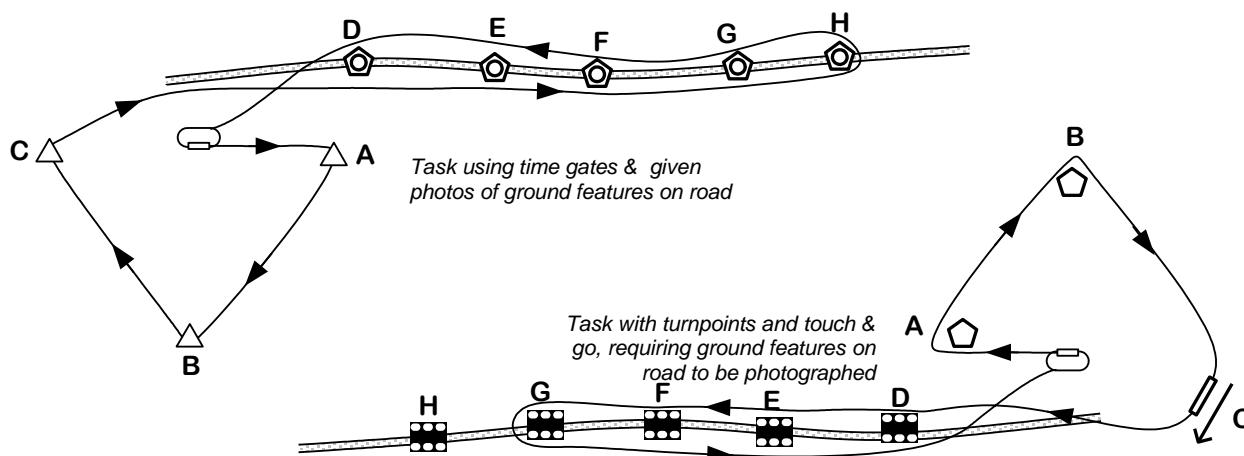 D E F G H
C
A
B
Task using time gates & given
photos of ground features on road
B
A
C
Task with turnpoints and touch &
go, requiring ground features on
road to be photographed
H G F E D